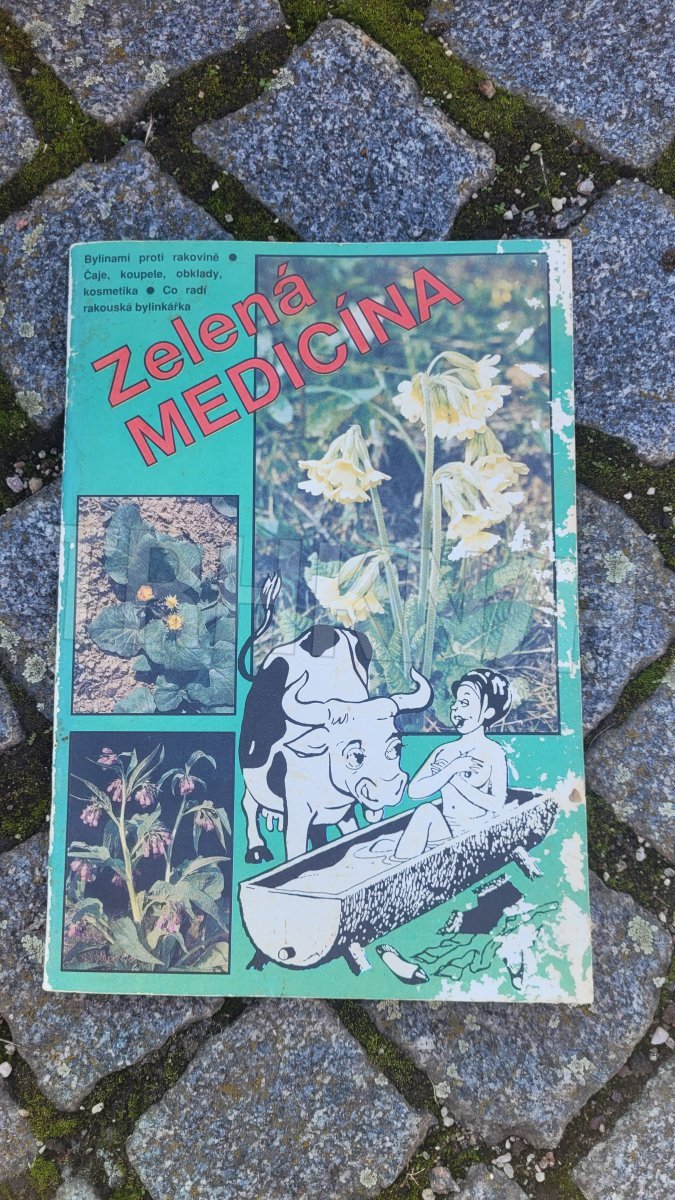 Bylinami proti rakovině ●
Čaje, koupele, obklady,
kosmetika ● Co radí
rakouská bylinkářka
Zelená
MEDICÍNA